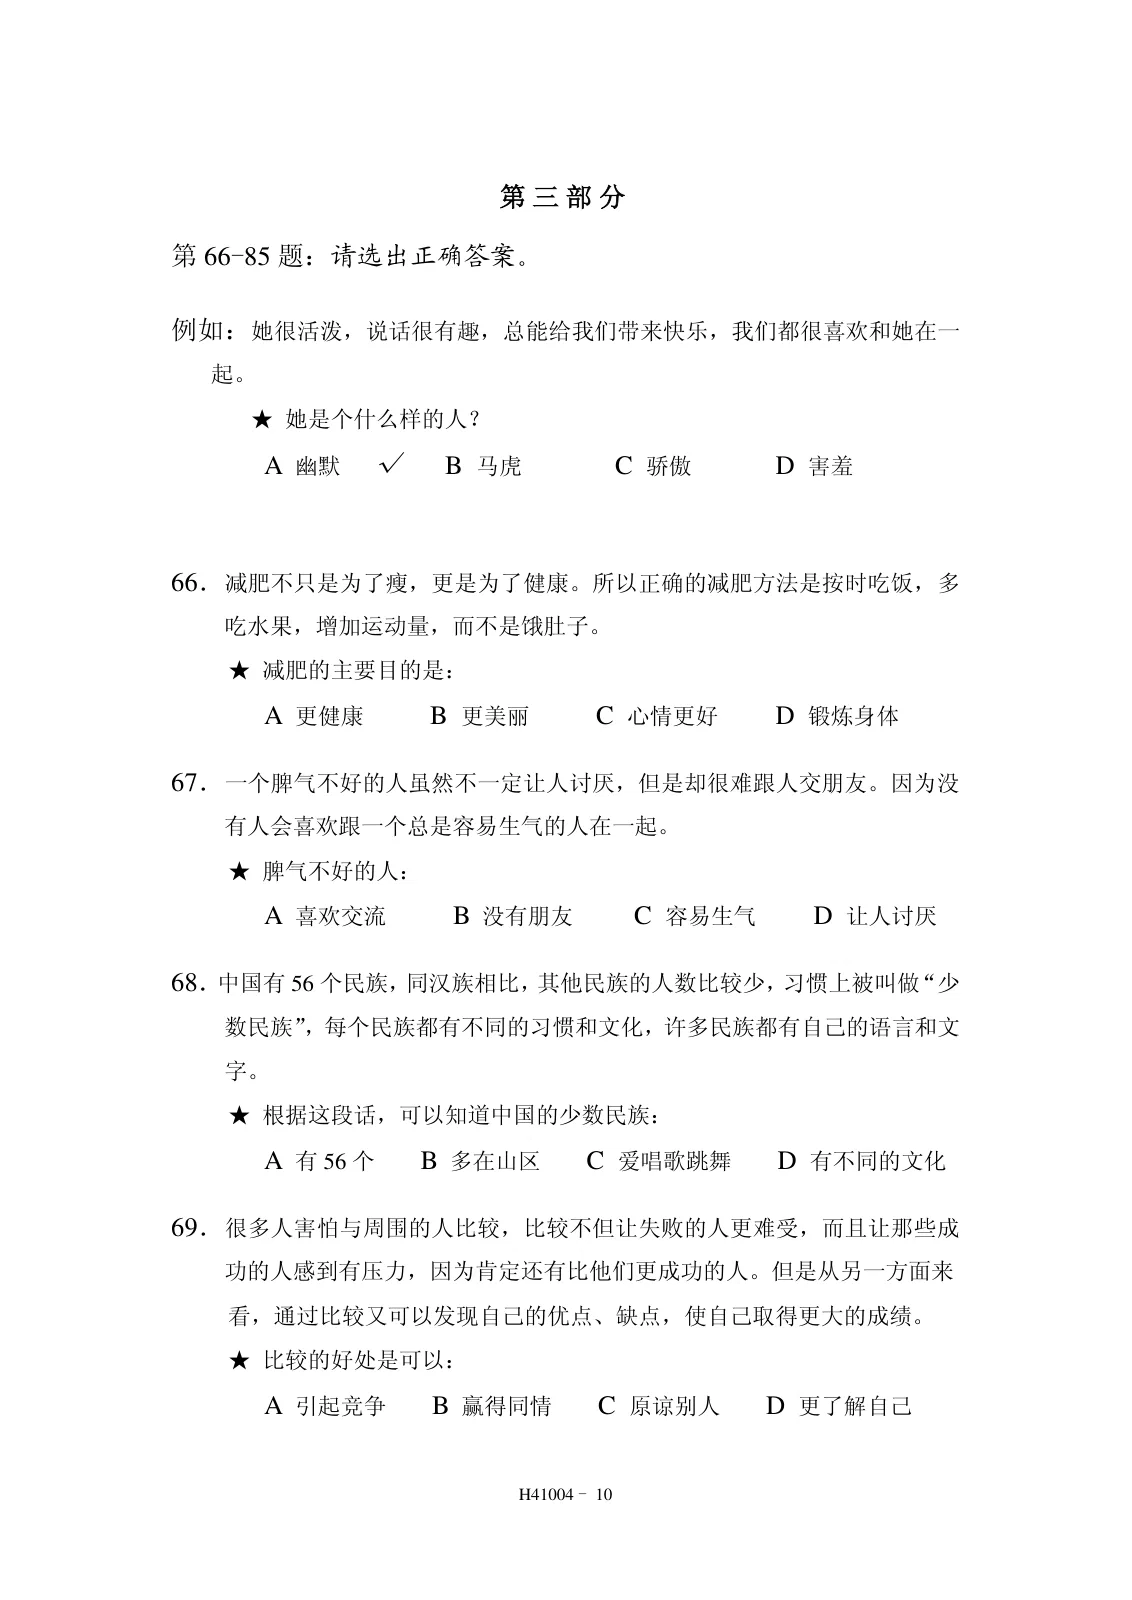 第三部分
第 66-85 题：请选出正确答案。
例如：她很活泼，说话很有趣，总能给我们带来快乐，我们都很喜欢和她在一
起。
★ 她是个什么样的人？
A 幽默 ✓ B 马虎 C 骄傲 D 害羞
66．减肥不只是为了瘦，更是为了健康。所以正确的减肥方法是按时吃饭，多
吃水果，增加运动量，而不是饿肚子。
★ 减肥的主要目的是：
A 更健康 B 更美丽 C 心情更好 D 锻炼身体
67．一个脾气不好的人虽然不一定让人讨厌，但是却很难跟人交朋友。因为没
有人会喜欢跟一个总是容易生气的人在一起。
★ 脾气不好的人：
A 喜欢交流 B 没有朋友 C 容易生气 D 让人讨厌
68．中国有 56 个民族，同汉族相比，其他民族的人数比较少，习惯上被叫做“少
数民族”，每个民族都有不同的习惯和文化，许多民族都有自己的语言和文
字。
★ 根据这段话，可以知道中国的少数民族：
A 有 56 个 B 多在山区 C 爱唱歌跳舞 D 有不同的文化
69．很多人害怕与周围的人比较，比较不但让失败的人更难受，而且让那些成
功的人感到有压力，因为肯定还有比他们更成功的人。但是从另一方面来
看，通过比较又可以发现自己的优点、缺点，使自己取得更大的成绩。
★ 比较的好处是可以：
A 引起竞争 B 赢得同情 C 原谅别人 D 更了解自己
H41004－ 10